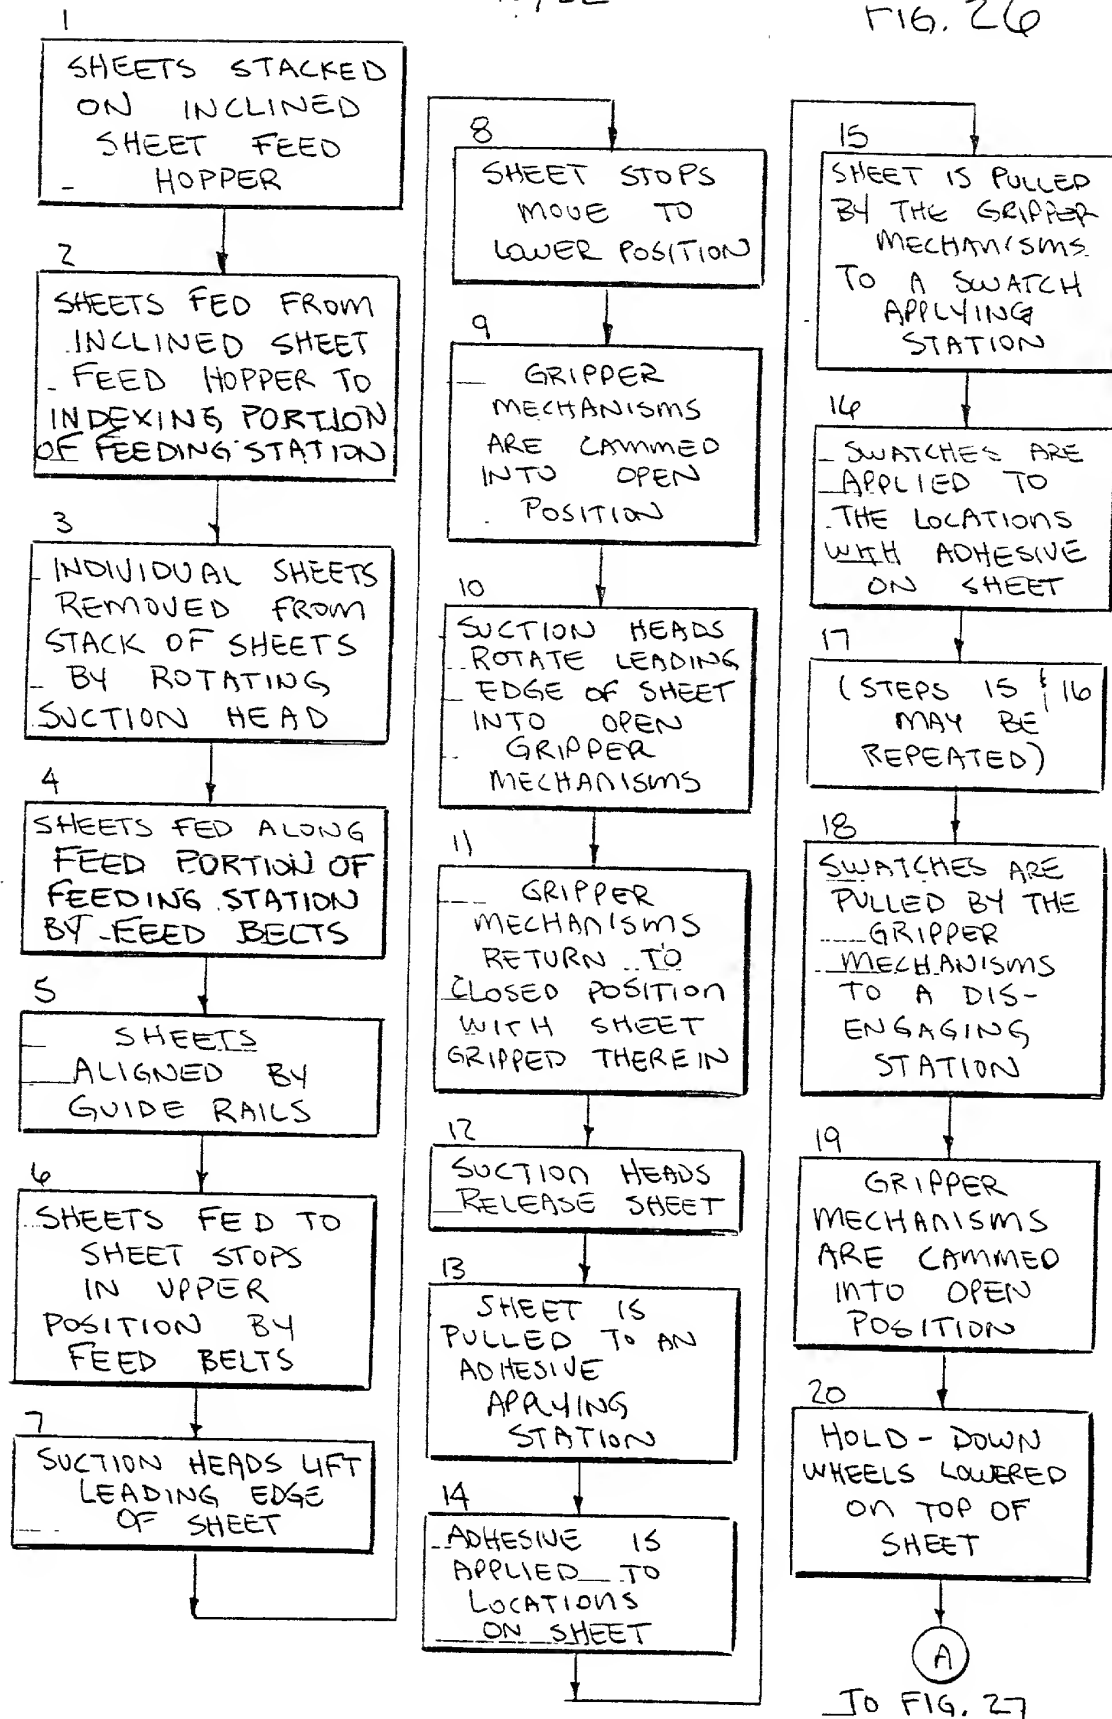 FIG. 26
1
SHEETS STACKED
ON INCLINED
SHEET FEED
HOPPER
2
SHEETS FED FROM
INCLINED SHEET
FEED HOPPER TO
INDEXING PORTION
OF FEEDING STATION
3
INDIVIDUAL SHEETS
REMOVED FROM
STACK OF SHEETS
BY ROTATING
SUCTION HEAD
4
SHEETS FED ALONG
FEED PORTION OF
FEEDING STATION
BY FEED BELTS
5
SHEETS
ALIGNED BY
GUIDE RAILS
6
SHEETS FED TO
SHEET STOPS
IN UPPER
POSITION BY
FEED BELTS
7
SUCTION HEADS LIFT
LEADING EDGE
OF SHEET
8
SHEET STOPS
MOVE TO
LOWER POSITION
9
GRIPPER
MECHANISMS
ARE CAMMED
INTO OPEN
POSITION
10
SUCTION HEADS
ROTATE LEADING
EDGE OF SHEET
INTO OPEN
GRIPPER
MECHANISMS
11
GRIPPER
MECHANISMS
RETURN TO
CLOSED POSITION
WITH SHEET
GRIPPED THEREIN
12
SUCTION HEADS
RELEASE SHEET
13
SHEET IS
PULLED TO AN
ADHESIVE
APPLYING
STATION
14
ADHESIVE IS
APPLIED TO
LOCATIONS
ON SHEET
15
SHEET IS PULLED
BY THE GRIPPER
MECHANISMS
TO A SWATCH
APPLYING
STATION
16
SWATCHES ARE
APPLIED TO
THE LOCATIONS
WITH ADHESIVE
ON SHEET
17
(STEPS 15 & 16
MAY BE
REPEATED)
18
SWATCHES ARE
PULLED BY THE
GRIPPER
MECHANISMS
TO A DIS-
ENGAGING
STATION
19
GRIPPER
MECHANISMS
ARE CAMMED
INTO OPEN
POSITION
20
HOLD-DOWN
WHEELS LOWERED
ON TOP OF
SHEET
A
TO FIG. 27